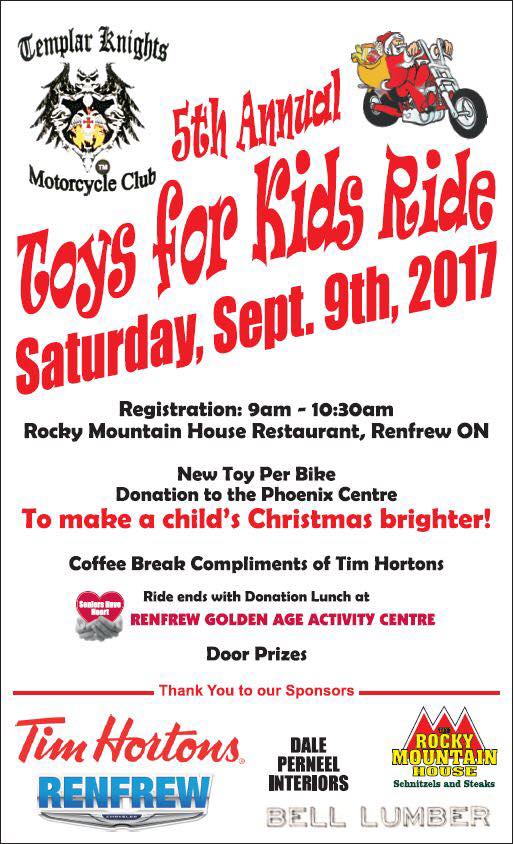 Templar Knights
Motorcycle Club
TM
5th Annual
Toys for Kids Ride
Saturday, Sept. 9th, 2017
Registration: 9am - 10:30am
Rocky Mountain House Restaurant, Renfrew ON
New Toy Per Bike
Donation to the Phoenix Centre
To make a child's Christmas brighter!
Coffee Break Compliments of Tim Hortons
Seniors Have
Heart
Ride ends with Donation Lunch at
RENFREW GOLDEN AGE ACTIVITY CENTRE
Door Prizes
Thank You to our Sponsors
Tim Hortons®
RENFREW
CHRYSLER
DALE
PERNEEL
INTERIORS
THE
ROCKY
MOUNTAIN
HOUSE
Schnitzels and Steaks
BELL LUMBER